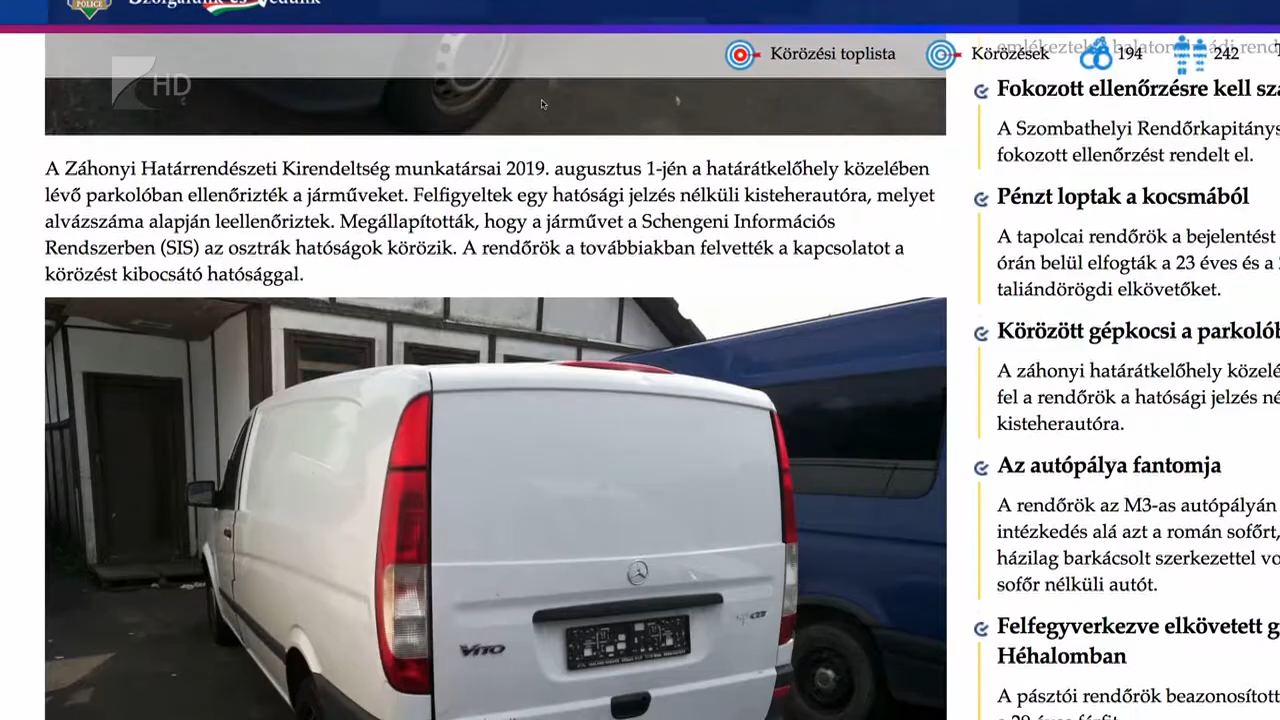 POLICE
Szolgálunk és Védünk
HD
Körözési toplista
Körözések
194
242
A Záhonyi Határrendészeti Kirendeltség munkatársai 2019. augusztus 1-jén a határátkelőhely közelében
lévő parkolóban ellenőrizték a járműveket. Felfigyeltek egy hatósági jelzés nélküli kisteherautóra, melyet
alvázszáma alapján leellenőriztek. Megállapították, hogy a járművet a Schengeni Információs
Rendszerben (SIS) az osztrák hatóságok körözik. A rendőrök a továbbiakban felvették a kapcsolatot a
körözést kibocsátó hatósággal.
VITO
CDI
Fokozott ellenőrzésre kell szá
A Szombathelyi Rendőrkapitánys
fokozott ellenőrzést rendelt el.
Pénzt loptak a kocsmából
A tapolcai rendőrök a bejelentést
órán belül elfogták a 23 éves és a
taliándörögdi elkövetőket.
Körözött gépkocsi a parkolób
A záhonyi határátkelőhely közelé
fel a rendőrök a hatósági jelzés né
kisteherautóra.
Az autópálya fantomja
A rendőrök az M3-as autópályán
intézkedés alá azt a román sofőrt,
házilag barkácsolt szerkezettel vo
sofőr nélküli autót.
Felfegyverkezve elkövetett g
Héhalomban
A pásztói rendőrök beazonosított